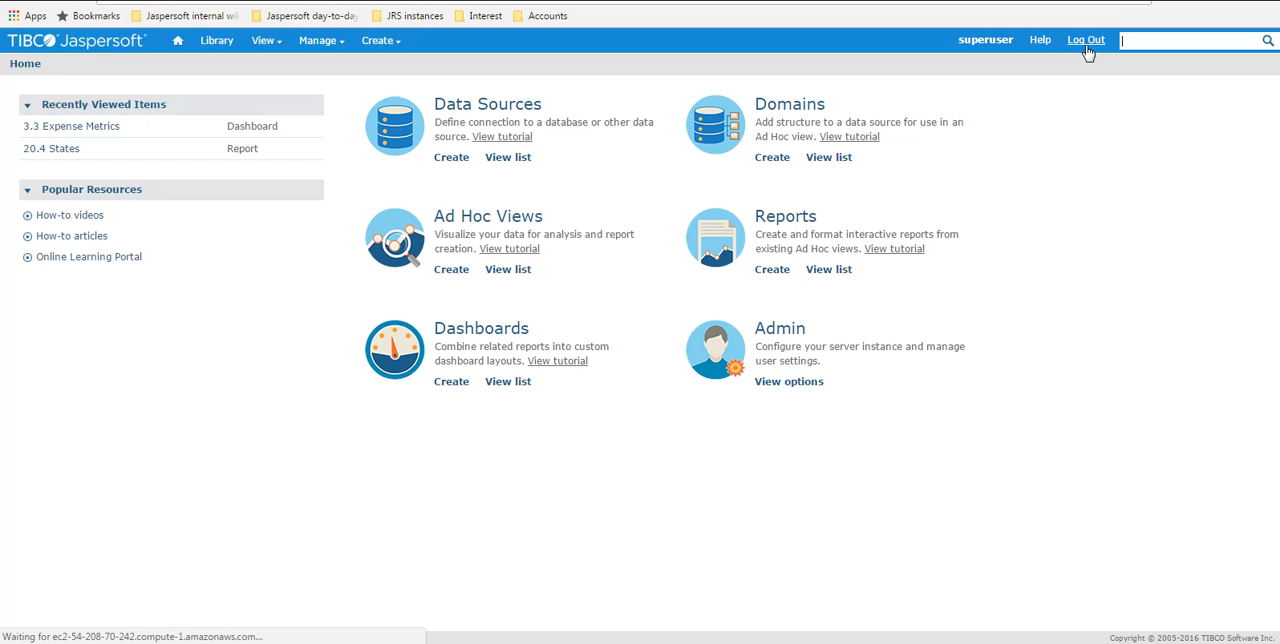 Apps Bookmarks Jaspersoft internal wi Jaspersoft day-to-day JRS instances Interest Accounts
TIBCO Jaspersoft® Library View Manage Create superuser Help Log Out
Home
Recently Viewed Items
3.3 Expense Metrics Dashboard
20.4 States Report
Popular Resources
How-to videos
How-to articles
Online Learning Portal
Data Sources
Define connection to a database or other data
source. View tutorial
Create View list
Domains
Add structure to a data source for use in an
Ad Hoc view. View tutorial
Create View list
Ad Hoc Views
Visualize your data for analysis and report
creation. View tutorial
Create View list
Reports
Create and format interactive reports from
existing Ad Hoc views. View tutorial
Create View list
Dashboards
Combine related reports into custom
dashboard layouts. View tutorial
Create View list
Admin
Configure your server instance and manage
user settings.
View options
Waiting for ec2-54-208-70-242.compute-1.amazonaws.com...
Copyright © 2005-2016 TIBCO Software Inc.